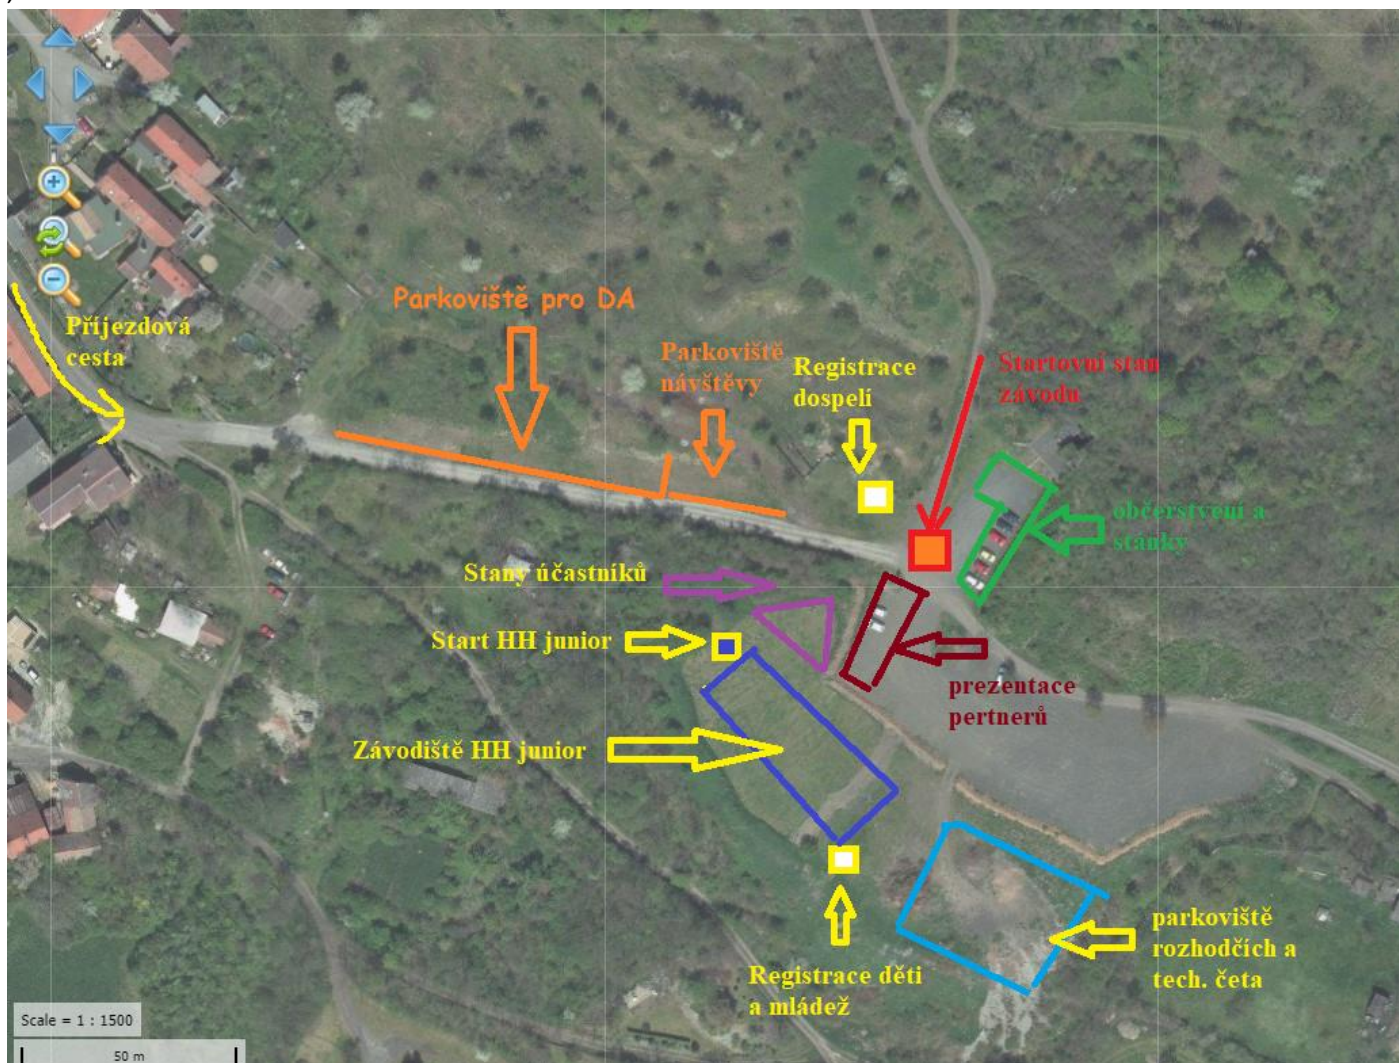 Parkoviště pro DA
Příjezdová
cesta
Parkoviště
návštěvy
Registrace
dospelí
Startovní stan
závodu
občerstvení a
stánky
Stany účastníků
Start HH junior
prezentace
pertnerů
Závodiště HH junior
parkoviště
rozhodčích a
tech. četa
Registrace děti
a mládež
Scale = 1 : 1500
50 m